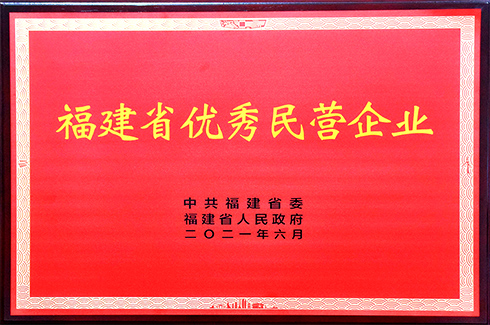 福建省优秀民营企业
中共福建省委
福建省人民政府
二〇二一年六月